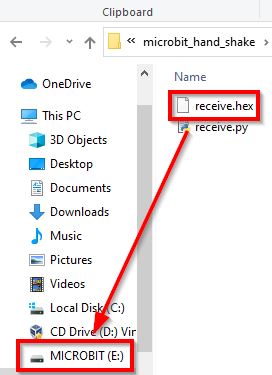 Clipboard
microbit_hand_shake
Name
OneDrive
receive.hex
This PC
receive.py
3D Objects
Desktop
Documents
Downloads
Music
Pictures
Videos
Local Disk (C:)
CD Drive (D:) Vir
MICROBIT (E:)